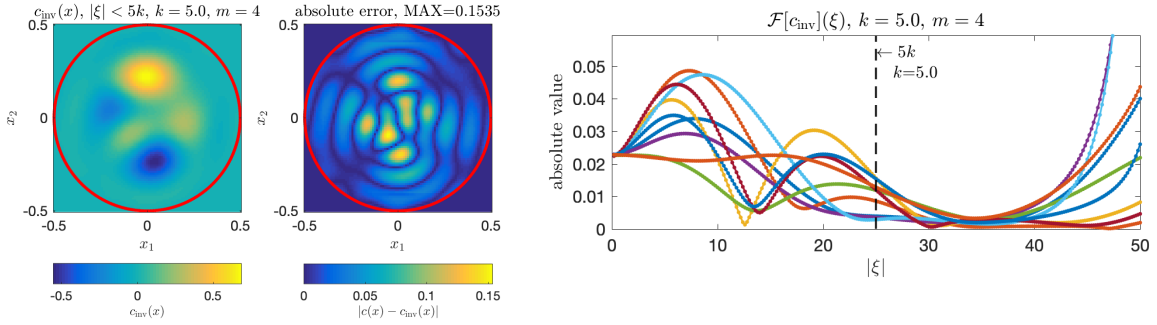 c_inv(x), |ξ| < 5k, k = 5.0, m = 4
0.5
0
-0.5
x_2
-0.5
0
0.5
x_1
-0.5
0
0.5
c_inv(x)
absolute error, MAX=0.1535
0.5
0
-0.5
x_2
-0.5
0
0.5
x_1
0
0.05
0.1
0.15
|c(x) − c_inv(x)|
F[c_inv](ξ), k = 5.0, m = 4
0.05
0.04
0.03
0.02
0.01
0
absolute value
← 5k
k=5.0
0
10
20
30
40
50
|ξ|